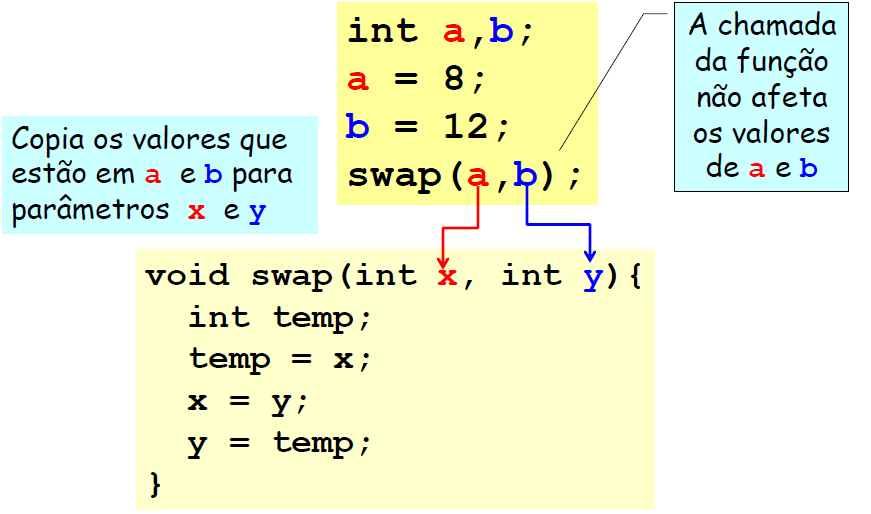 int a,b;
a = 8;
b = 12;
swap(a,b);
A chamada
da função
não afeta
os valores
de a e b
Copia os valores que
estão em a e b para
parâmetros x e y
void swap(int x, int y){
int temp;
temp = x;
x = y;
y = temp;
}